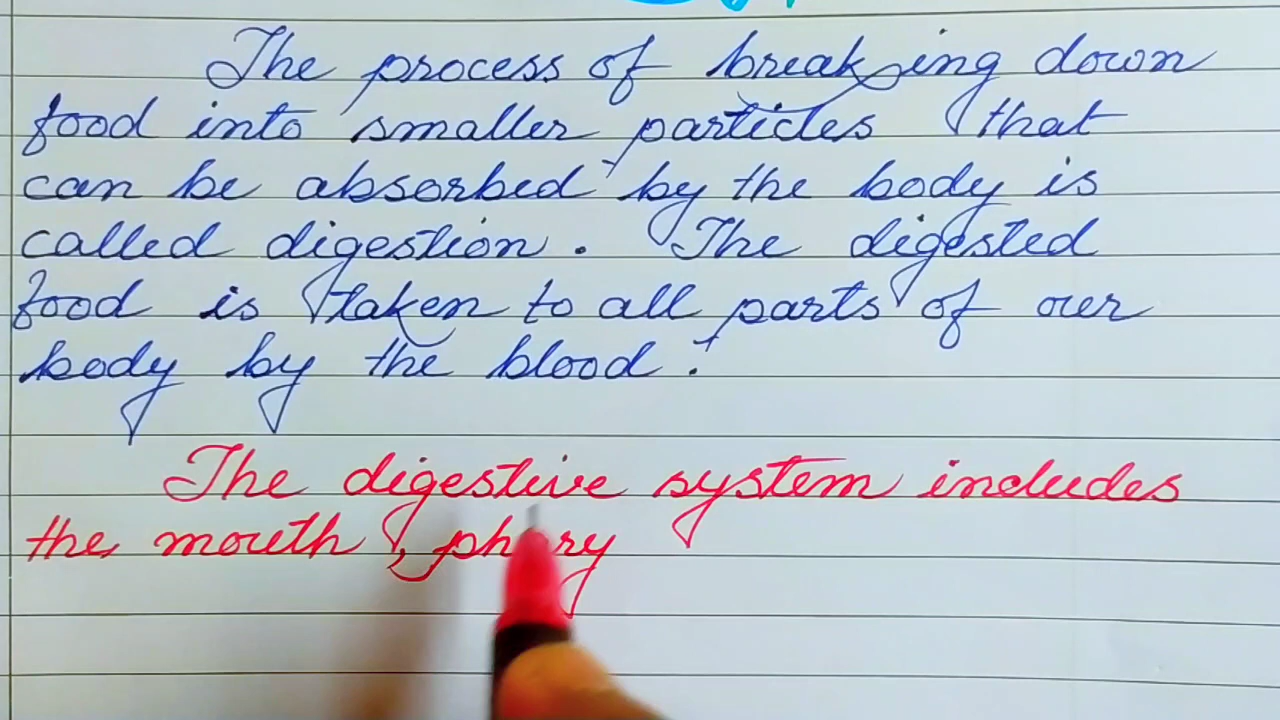 The process of breaking down
food into smaller particles that
can be absorbed by the body is
called digestion. The digested
food is taken to all parts of our
body by the blood.
The digestive system includes
the mouth,